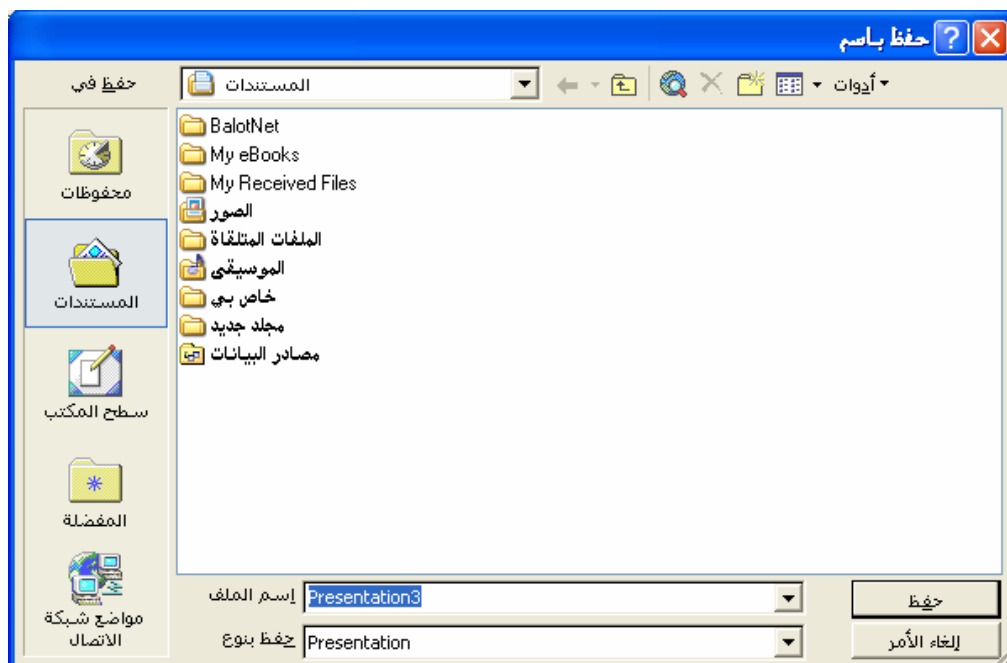 حفظ باسم
حفظ في
المستندات
أدوات
محفوظات
المستندات
سطح المكتب
المفضلة
مواضع شبكة
الاتصال
BalotNet
My eBooks
My Received Files
الصور
الملفات المتلقاة
الموسيقى
خاص بي
مجلد جديد
مصادر البيانات
إسم الملف
Presentation3
حفظ
حفظ بنوع
Presentation
إلغاء الأمر